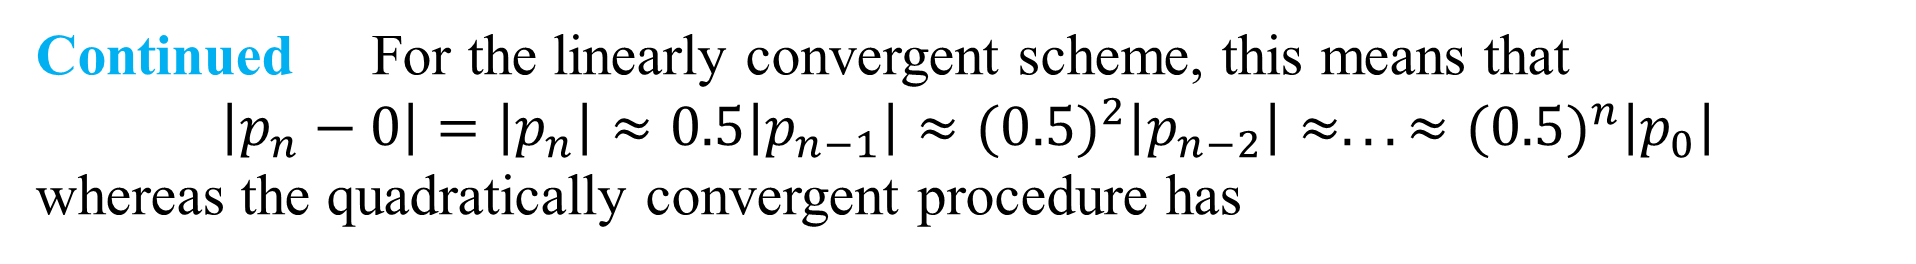 Continued For the linearly convergent scheme, this means that
|pₙ − 0| = |pₙ| ≈ 0.5|pₙ₋₁| ≈ (0.5)²|pₙ₋₂| ≈. . . ≈ (0.5)ⁿ|p₀|
whereas the quadratically convergent procedure has